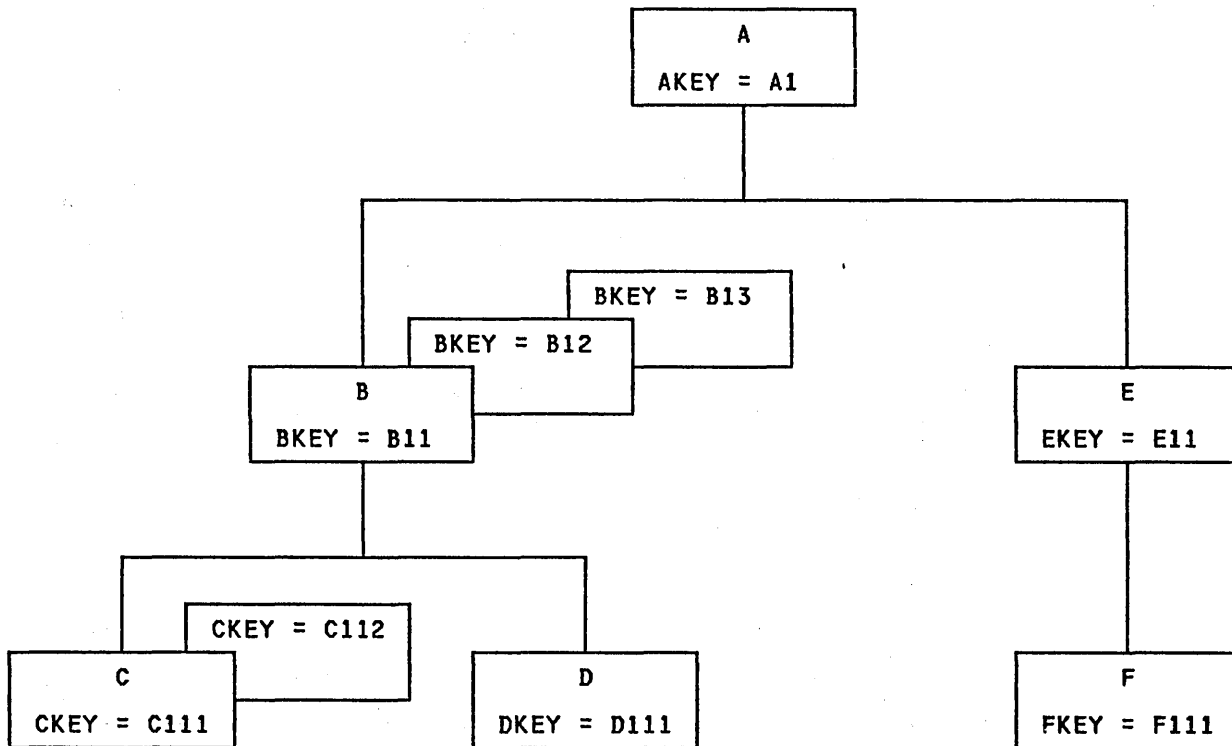 A
AKEY = A1
BKEY = B13
BKEY = B12
B
BKEY = B11
E
EKEY = E11
CKEY = C112
C
CKEY = C111
D
DKEY = D111
F
FKEY = F111